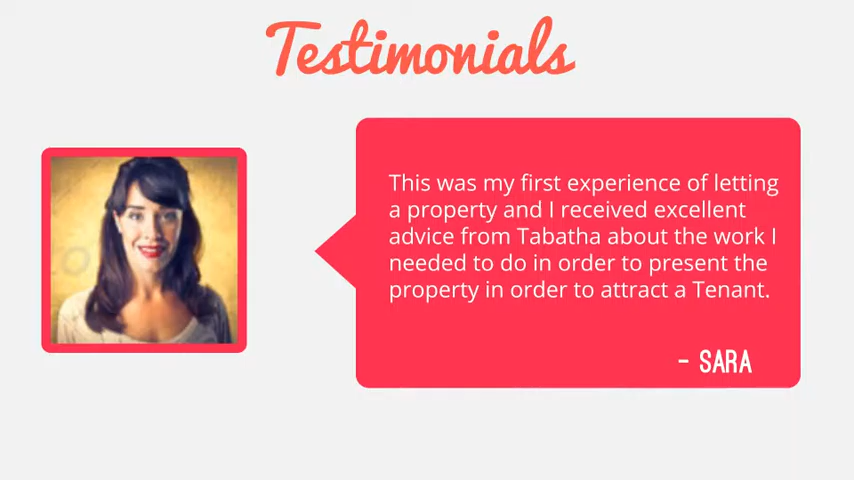 Testimonials
This was my first experience of letting
a property and I received excellent
advice from Tabatha about the work I
needed to do in order to present the
property in order to attract a Tenant.
- SARA